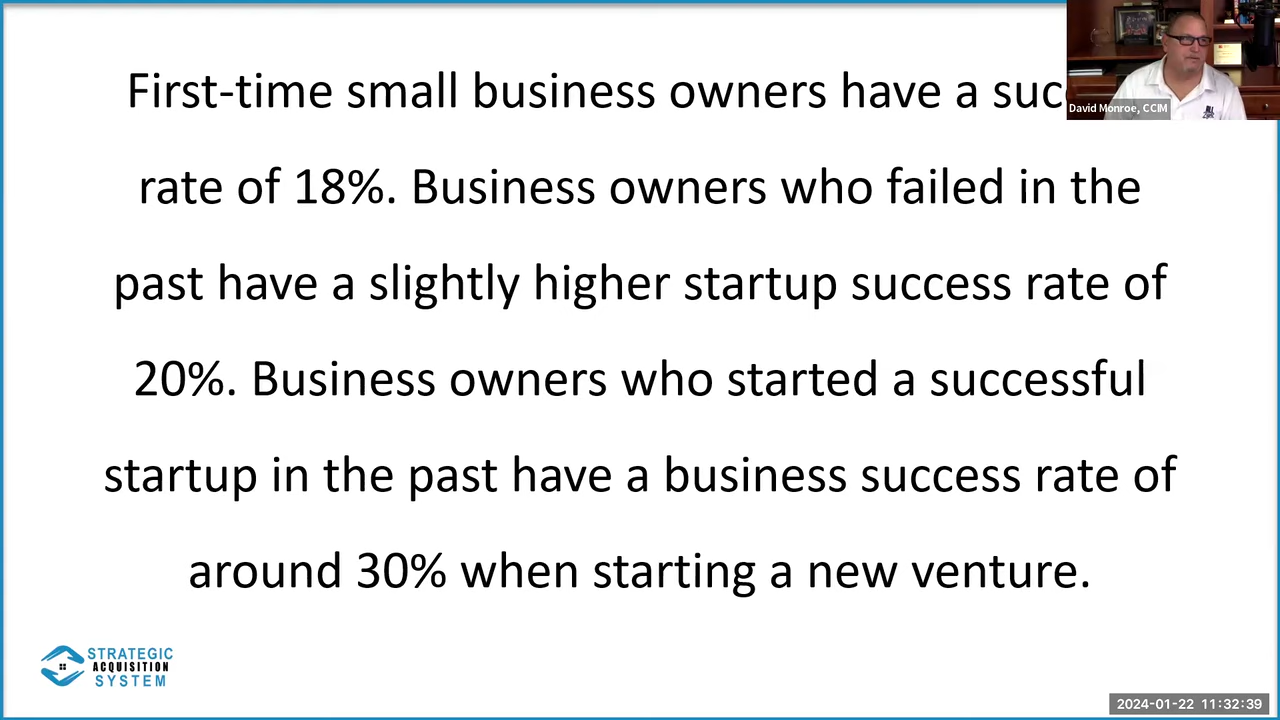 First-time small business owners have a
rate of 18%. Business owners who failed in the
past have a slightly higher startup success rate of
20%. Business owners who started a successful
startup in the past have a business success rate of
around 30% when starting a new venture.
David Monroe, CCIM
STRATEGIC
ACQUISITION
SYSTEM
2024-01-22 11:32:39